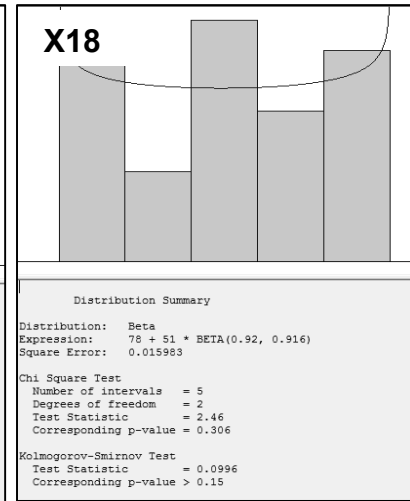 X18
Distribution Summary
Distribution: Beta
Expression: 78 + 51 * BETA(0.92, 0.916)
Square Error: 0.015983
Chi Square Test
Number of intervals = 5
Degrees of freedom = 2
Test Statistic = 2.46
Corresponding p-value = 0.306
Kolmogorov-Smirnov Test
Test Statistic = 0.0996
Corresponding p-value > 0.15